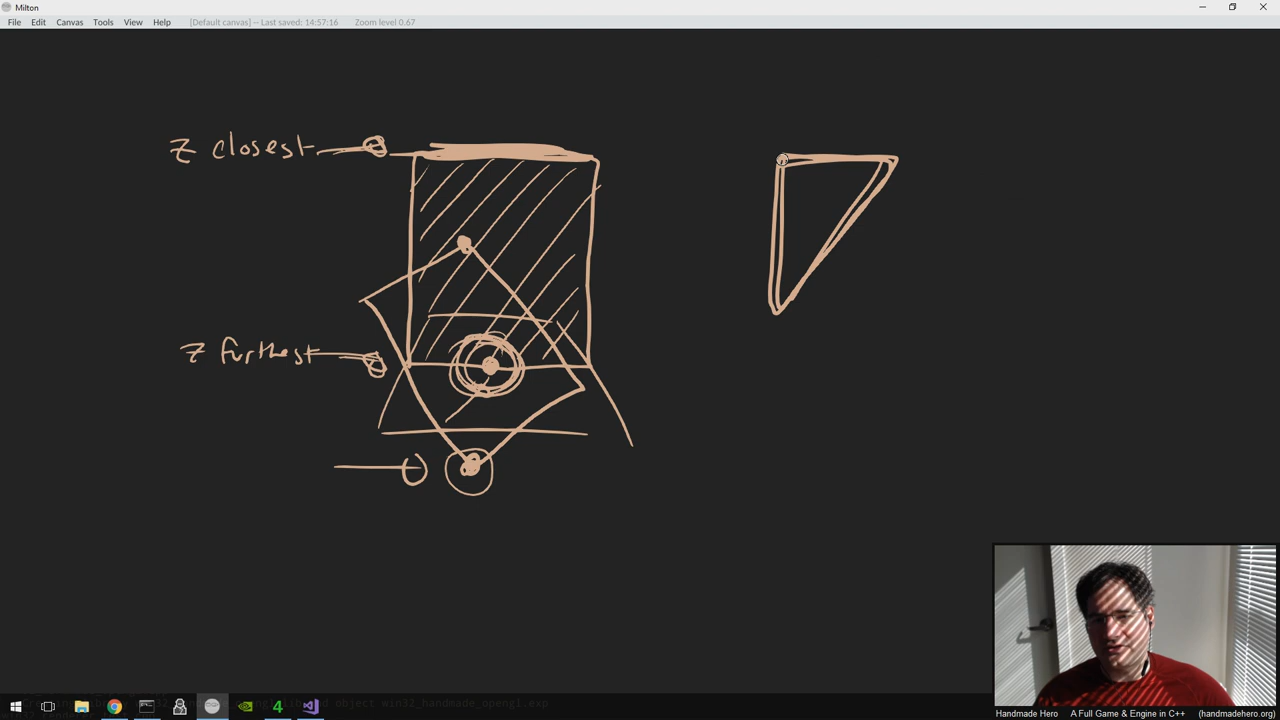 Milton
File Edit Canvas Tools View Help [Default canvas] -- Last saved: 14:57:16 Zoom level 0.67
Z closest
Z furthest
4
Handmade Hero A Full Game & Engine in C++ (handmadehero.org)